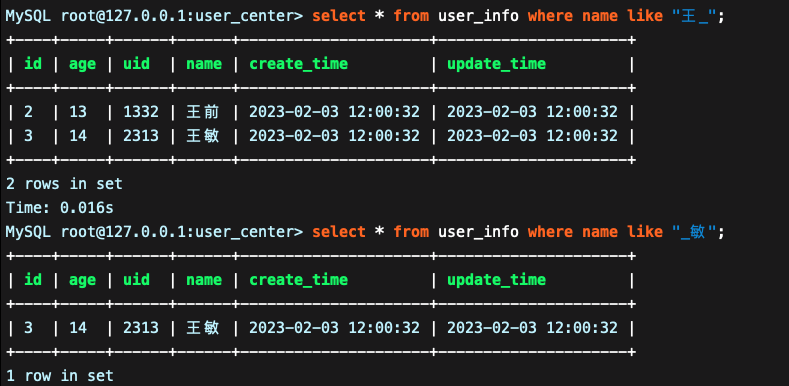 MySQL root@127.0.0.1:user_center> select * from user_info where name like "王_";
+----+-----+------+------+---------------------+---------------------+
| id | age | uid  | name | create_time         | update_time         |
+----+-----+------+------+---------------------+---------------------+
| 2  | 13  | 1332 | 王前 | 2023-02-03 12:00:32 | 2023-02-03 12:00:32 |
| 3  | 14  | 2313 | 王敏 | 2023-02-03 12:00:32 | 2023-02-03 12:00:32 |
+----+-----+------+------+---------------------+---------------------+
2 rows in set
Time: 0.016s
MySQL root@127.0.0.1:user_center> select * from user_info where name like "_敏";
+----+-----+------+------+---------------------+---------------------+
| id | age | uid  | name | create_time         | update_time         |
+----+-----+------+------+---------------------+---------------------+
| 3  | 14  | 2313 | 王敏 | 2023-02-03 12:00:32 | 2023-02-03 12:00:32 |
+----+-----+------+------+---------------------+---------------------+
1 row in set